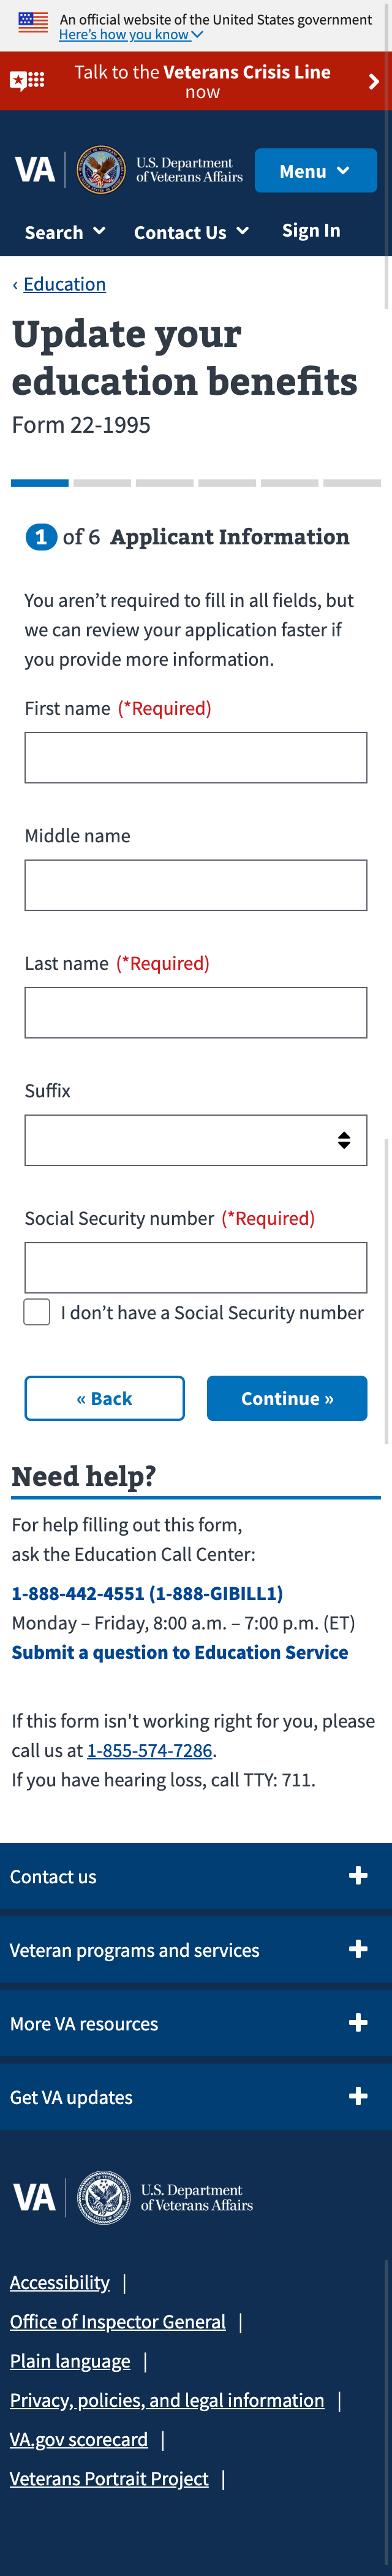 An official website of the United States government
Here’s how you know
Talk to the Veterans Crisis Line
now
VA
U.S. Department
of Veterans Affairs
Menu
Search
Contact Us
Sign In
‹ Education
Update your
education benefits
Form 22-1995
1 of 6 Applicant Information
You aren’t required to fill in all fields, but
we can review your application faster if
you provide more information.
First name (*Required)
Middle name
Last name (*Required)
Suffix
Social Security number (*Required)
I don’t have a Social Security number
« Back
Continue »
Need help?
For help filling out this form,
ask the Education Call Center:
1-888-442-4551 (1-888-GIBILL1)
Monday – Friday, 8:00 a.m. – 7:00 p.m. (ET)
Submit a question to Education Service
If this form isn't working right for you, please
call us at 1-855-574-7286.
If you have hearing loss, call TTY: 711.
Contact us
Veteran programs and services
More VA resources
Get VA updates
VA
U.S. Department
of Veterans Affairs
Accessibility |
Office of Inspector General |
Plain language |
Privacy, policies, and legal information |
VA.gov scorecard |
Veterans Portrait Project |